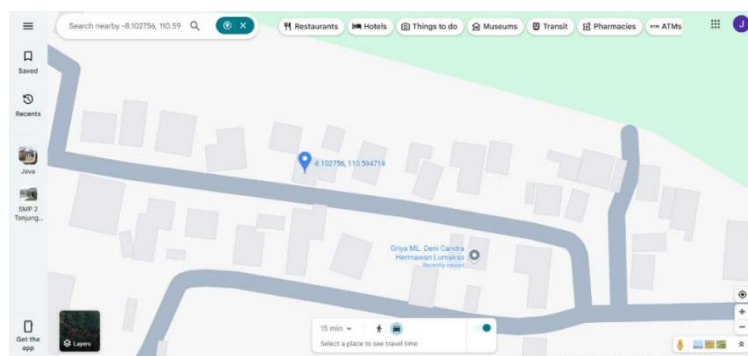 Search nearby -8.102756, 110.59
Restaurants
Hotels
Things to do
Museums
Transit
Pharmacies
ATMs
J
Saved
Recents
Java
SMP 2
Tanjung...
-8.102756, 110.594718
Griya ML. Deni Candra
Hermawan Lumakso
Recently viewed
15 min
Select a place to see travel time.
Get the
app
Layers